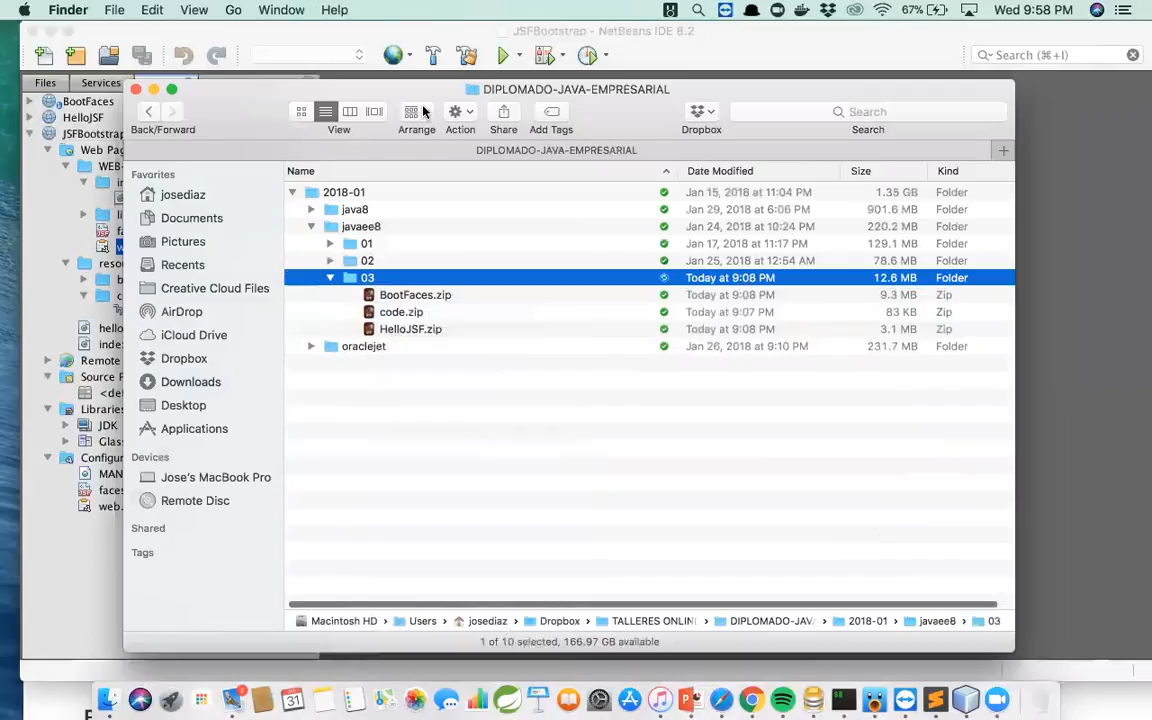 Finder File Edit View Go Window Help 67% Wed 9:58 PM
JSFBootstrap - NetBeans IDE 8.2
Search (⌘+I)
Files Services
DIPLOMADO-JAVA-EMPRESARIAL
Search
Back/Forward View Arrange Action Share Add Tags Dropbox Search
DIPLOMADO-JAVA-EMPRESARIAL
BootFaces
HelloJSF
JSFBootstrap
Web Pag
WEB-
in
li
fa
w
resou
b
c
hello
index
Remote
Source P
<def
Libraries
JDK
Glass
Config
MAN
faces
web.
Favorites
josediaz
Documents
Pictures
Recents
Creative Cloud Files
AirDrop
iCloud Drive
Dropbox
Downloads
Desktop
Applications
Devices
Jose's MacBook Pro
Remote Disc
Shared
Tags
Name Date Modified Size Kind
2018-01 Jan 15, 2018 at 11:04 PM 1.35 GB Folder
java8 Jan 29, 2018 at 6:06 PM 901.6 MB Folder
javaee8 Jan 24, 2018 at 10:24 PM 220.2 MB Folder
01 Jan 17, 2018 at 11:17 PM 129.1 MB Folder
02 Jan 25, 2018 at 12:54 AM 78.6 MB Folder
03 Today at 9:08 PM 12.6 MB Folder
BootFaces.zip Today at 9:08 PM 9.3 MB Zip
code.zip Today at 9:07 PM 83 KB Zip
HelloJSF.zip Today at 9:08 PM 3.1 MB Zip
oraclejet Jan 26, 2018 at 9:10 PM 231.7 MB Folder
Macintosh HD › Users › josediaz › Dropbox › TALLERES ONLIN › DIPLOMADO-JAV › 2018-01 › javaee8 › 03
1 of 10 selected, 166.97 GB available
31